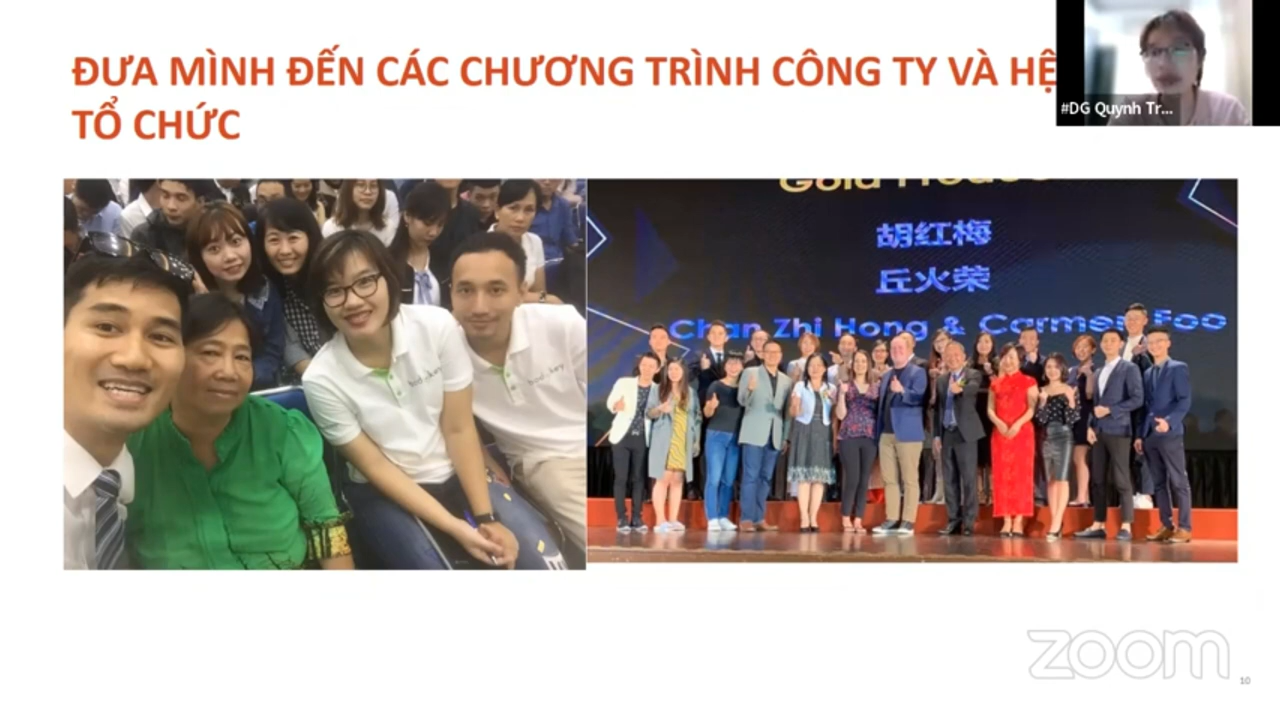 ĐƯA MÌNH ĐẾN CÁC CHƯƠNG TRÌNH CÔNG TY VÀ HỆ
TỔ CHỨC
#DG Quynh Tr...
Gold
胡红梅
丘火荣
Chan Zhi Hong & Carmen Foo
zoom
10